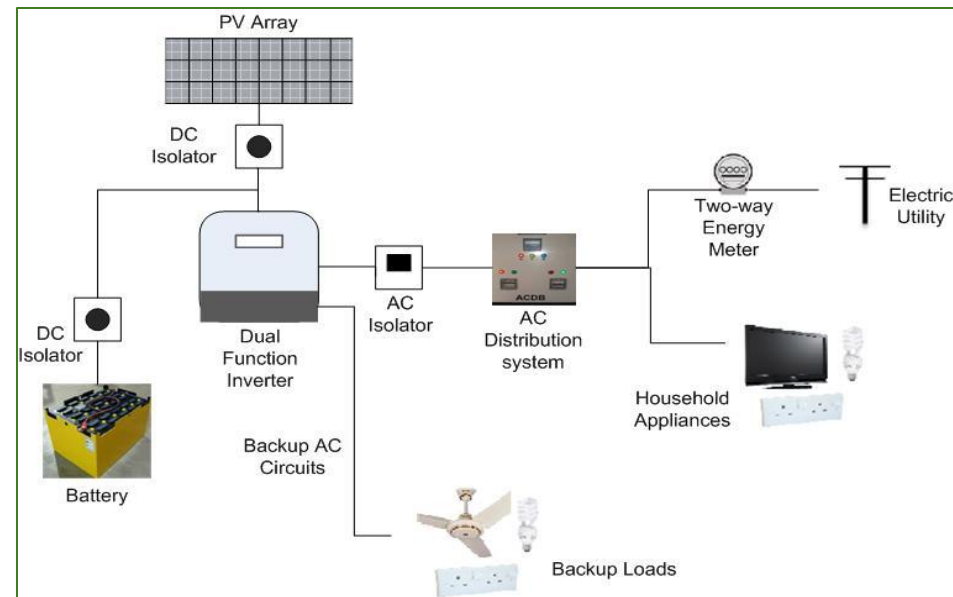 PV Array
DC
Isolator
DC
Isolator
Battery
Dual
Function
Inverter
Backup AC
Circuits
AC
Isolator
ACDB
AC
Distribution
system
Two-way
Energy
Meter
Electric
Utility
Household
Appliances
Backup Loads